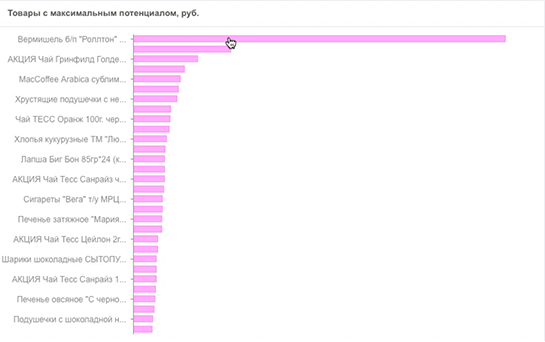 Товары с максимальным потенциалом, руб.
Вермишель б/п "Роллтон" ...
АКЦИЯ Чай Гринфилд Голде...
MacCoffee Arabica сублим...
Хрустящие подушечки с не...
Чай ТЕСС Оранж 100г. чер...
Хлопья кукурузные ТМ "Лю...
Лапша Биг Бон 85гр*24 (к...
АКЦИЯ Чай Тесс Санрайз ч...
Сигареты "Вега" т/у МРЦ...
Печенье затяжное "Мария...
АКЦИЯ Чай Тесс Цейлон 2г...
Шарики шоколадные СЫТОПУ...
АКЦИЯ Чай Тесс Санрайз 1...
Печенье овсяное "С черно...
Подушечки с шоколадной н...